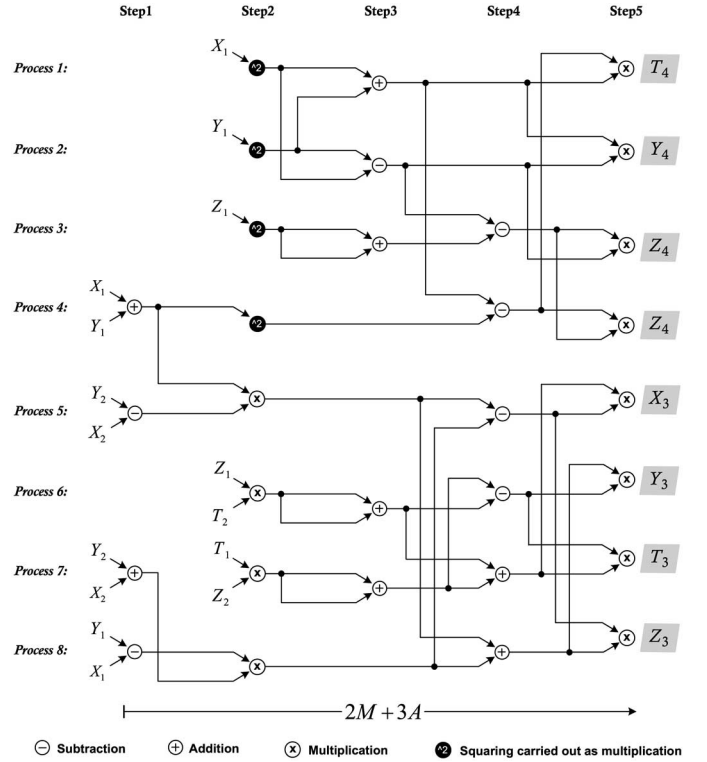 Step1 Step2 Step3 Step4 Step5
X₁
Process 1: ^2 + x T₄
Y₁
Process 2: ^2 − x Y₄
Z₁
Process 3: ^2 + − x Z₄
X₁
Process 4: + ^2 − x Z₄
Y₁
Y₂ x x X₃
Process 5: − −
X₂
Z₁ x Y₃
Process 6: x + −
T₂
Y₂ T₁ x T₃
Process 7: + x + +
X₂ Z₂
Y₁ x Z₃
Process 8: − x +
X₁
2M + 3A
− Subtraction + Addition x Multiplication ^2 Squaring carried out as multiplication